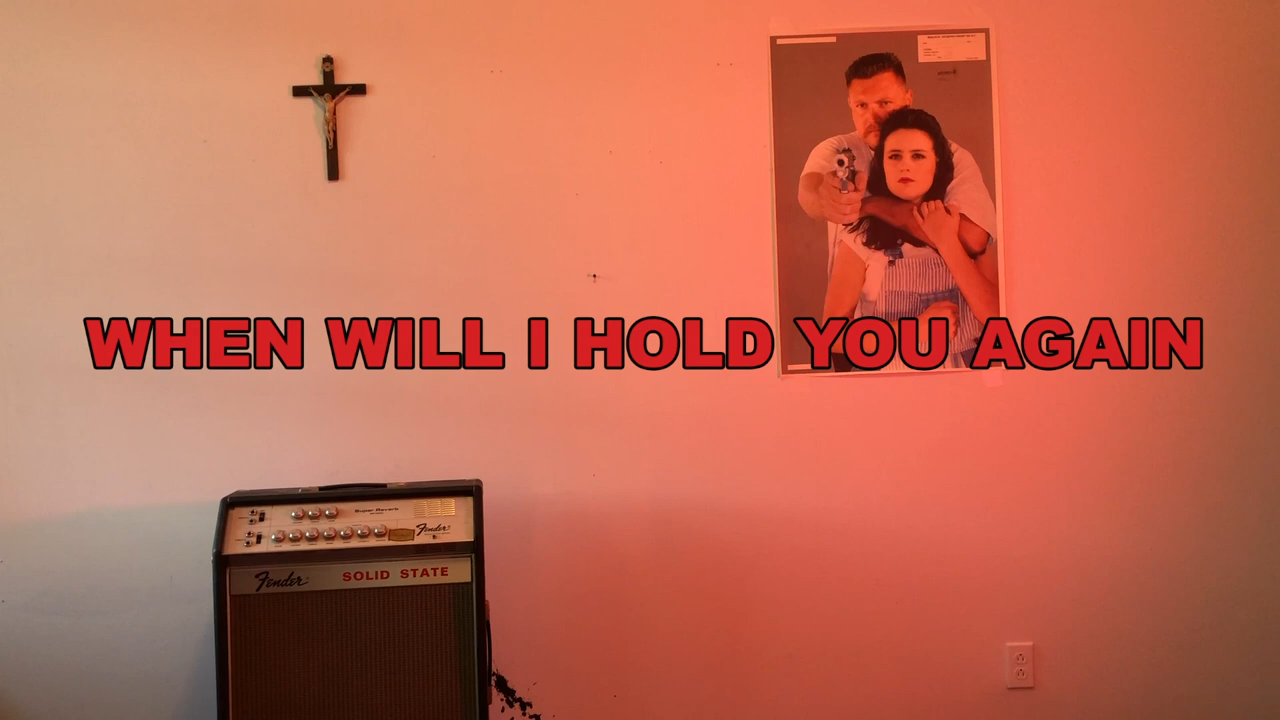 WHEN WILL I HOLD YOU AGAIN
Super Reverb
Fender
Fender
SOLID STATE